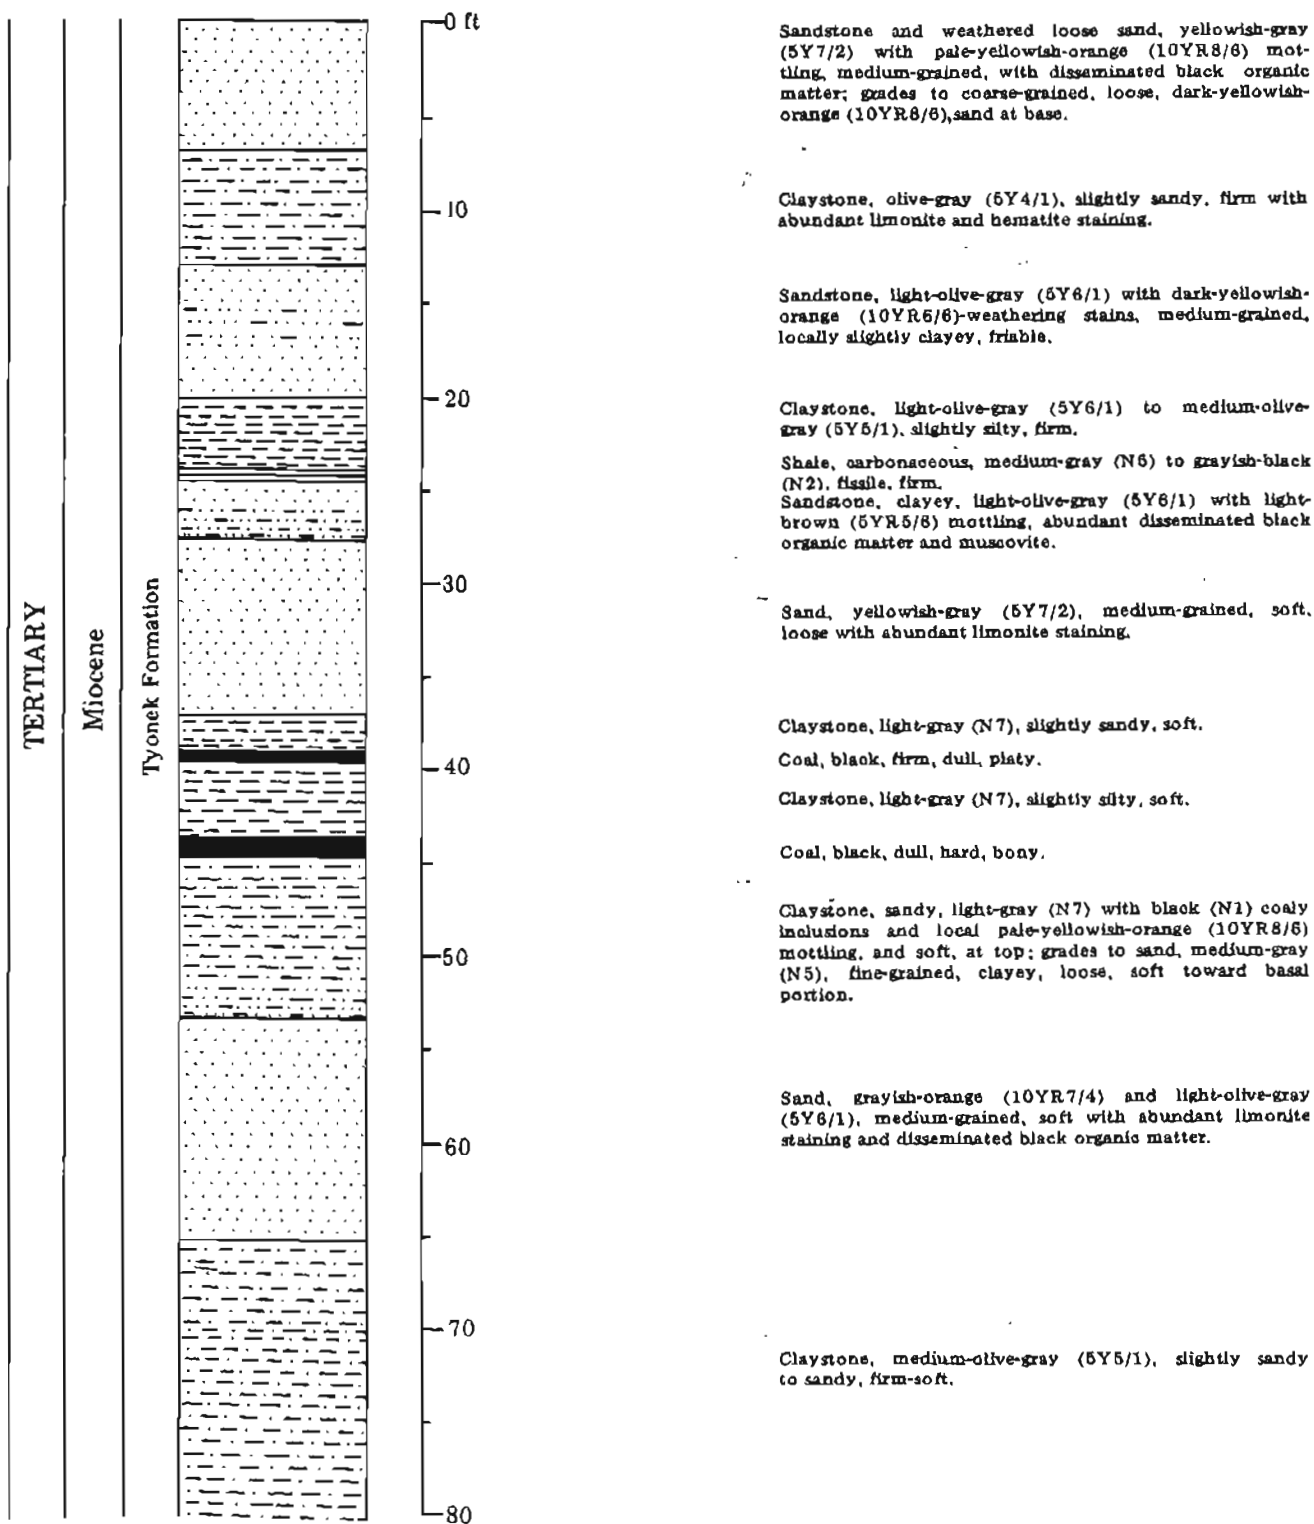 TERTIARY
Miocene
Tyonek Formation
0 ft
10
20
30
40
50
60
70
80
Sandstone and weathered loose sand, yellowish-gray
(5Y7/2) with pale-yellowish-orange (10YR8/6) mot-
tling, medium-grained, with disseminated black organic
matter; grades to coarse-grained, loose, dark-yellowish-
orange (10YR6/6),sand at base.
Claystone, olive-gray (5Y4/1), slightly sandy, firm with
abundant limonite and hematite staining.
Sandstone, light-olive-gray (5Y6/1) with dark-yellowish-
orange (10YR6/6)-weathering stains, medium-grained,
locally slightly clayey, friable.
Claystone, light-olive-gray (5Y6/1) to medium-olive-
gray (5Y5/1), slightly silty, firm.
Shale, carbonaceous, medium-gray (N5) to grayish-black
(N2), fissile, firm.
Sandstone, clayey, light-olive-gray (5Y6/1) with light-
brown (5YR5/6) mottling, abundant disseminated black
organic matter and muscovite.
Sand, yellowish-gray (5Y7/2), medium-grained, soft,
loose with abundant limonite staining.
Claystone, light-gray (N7), slightly sandy, soft.
Coal, black, firm, dull, platy.
Claystone, light-gray (N7), slightly silty, soft.
Coal, black, dull, hard, bony.
Claystone, sandy, light-gray (N7) with black (N1) coaly
inclusions and local pale-yellowish-orange (10YR8/6)
mottling, and soft, at top; grades to sand, medium-gray
(N5), fine-grained, clayey, loose, soft toward basal
portion.
Sand, grayish-orange (10YR7/4) and light-olive-gray
(5Y6/1), medium-grained, soft with abundant limonite
staining and disseminated black organic matter.
Claystone, medium-olive-gray (5Y5/1), slightly sandy
to sandy, firm-soft.